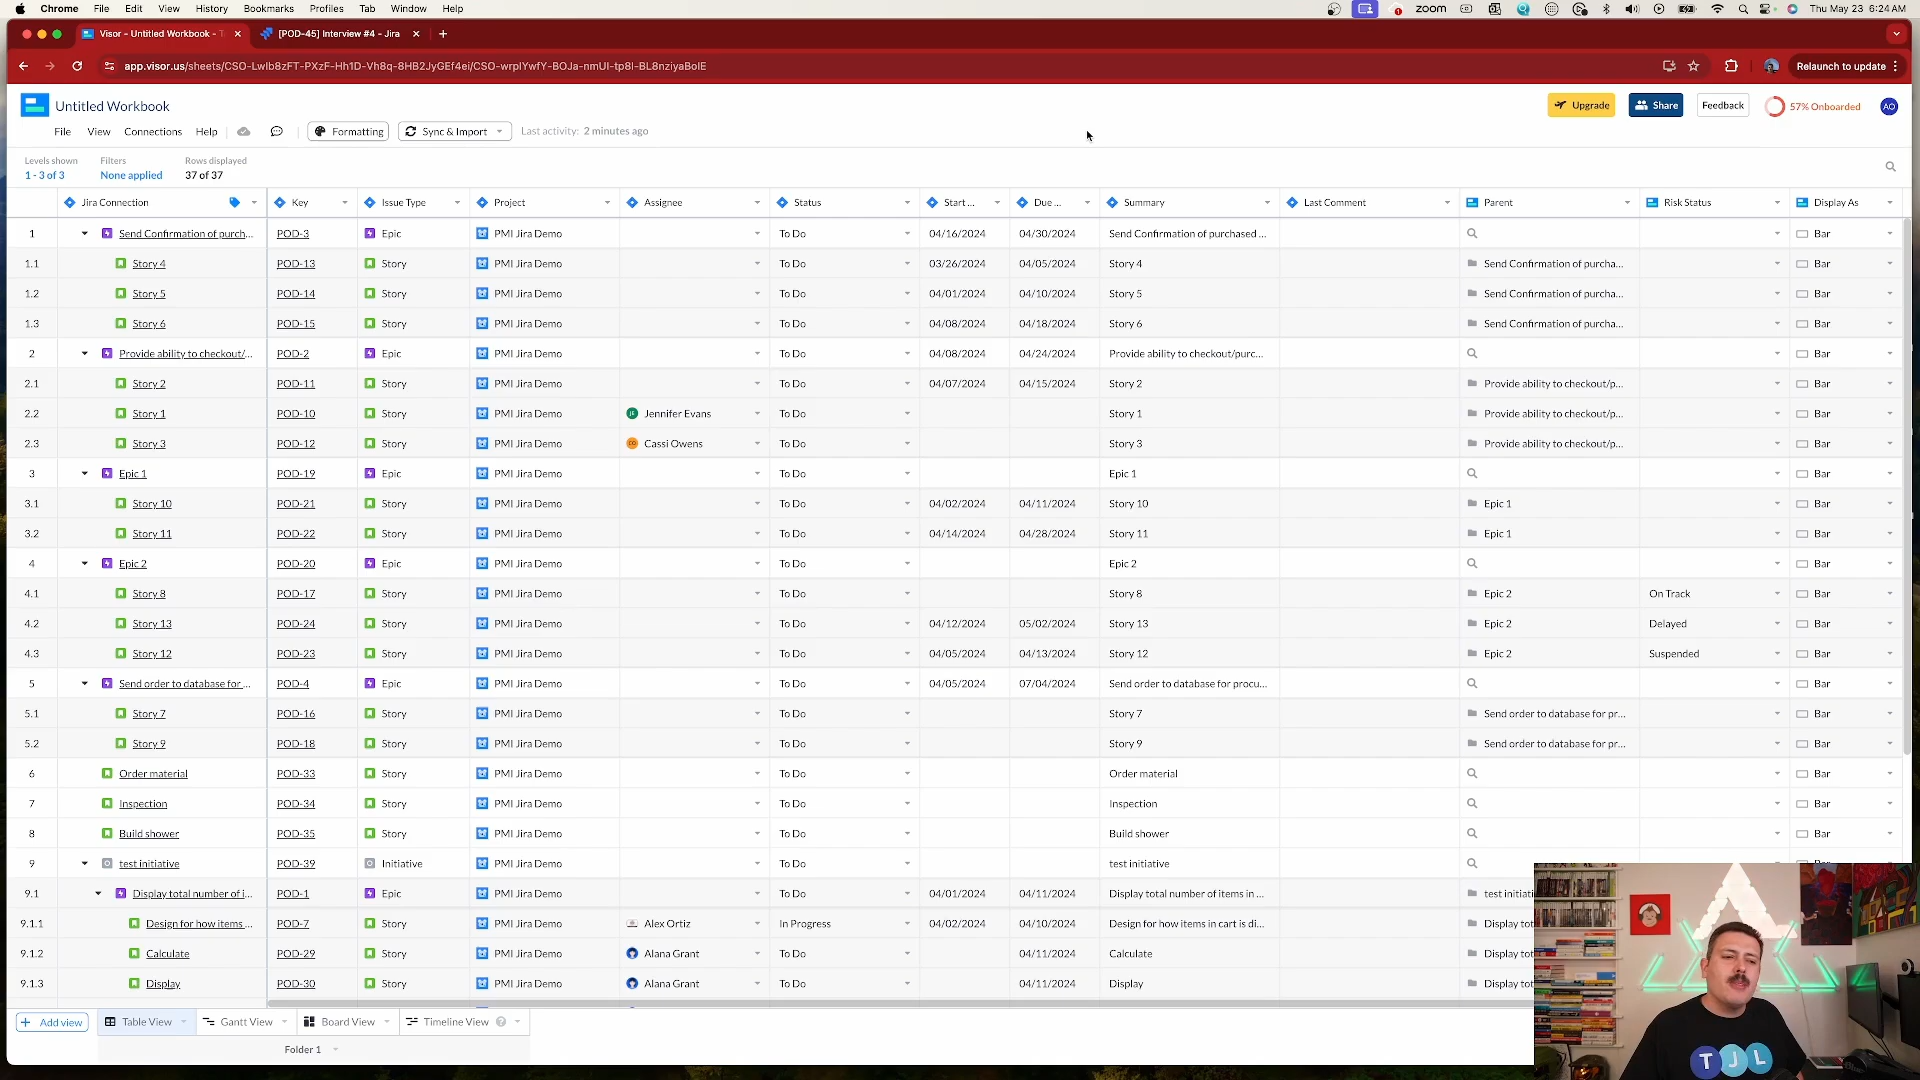 Chrome File Edit View History Bookmarks Profiles Tab Window Help zoom Thu May 23 6:24 AM
Visor - Untitled Workbook - T [POD-45] Interview #4 - Jira
app.visor.us/sheets/CSO-Lwlb8zFT-PXzF-Hh1D-Vh8q-8HB2JyGEf4ei/CSO-wrplYwfY-BOJa-nmUI-tp8I-BL8nziyaBolE Relaunch to update
Untitled Workbook Upgrade Share Feedback 57% Onboarded AO
File View Connections Help Formatting Sync & Import Last activity: 2 minutes ago
Levels shown Filters Rows displayed
1 - 3 of 3 None applied 37 of 37
Jira Connection Key Issue Type Project Assignee Status Start ... Due ... Summary Last Comment Parent Risk Status Display As
1 Send Confirmation of purch... POD-3 Epic PMI Jira Demo To Do 04/16/2024 04/30/2024 Send Confirmation of purchased ... Bar
1.1 Story 4 POD-13 Story PMI Jira Demo To Do 03/26/2024 04/05/2024 Story 4 Send Confirmation of purcha... Bar
1.2 Story 5 POD-14 Story PMI Jira Demo To Do 04/01/2024 04/10/2024 Story 5 Send Confirmation of purcha... Bar
1.3 Story 6 POD-15 Story PMI Jira Demo To Do 04/08/2024 04/18/2024 Story 6 Send Confirmation of purcha... Bar
2 Provide ability to checkout/... POD-2 Epic PMI Jira Demo To Do 04/08/2024 04/24/2024 Provide ability to checkout/purc... Bar
2.1 Story 2 POD-11 Story PMI Jira Demo To Do 04/07/2024 04/15/2024 Story 2 Provide ability to checkout/p... Bar
2.2 Story 1 POD-10 Story PMI Jira Demo JE Jennifer Evans To Do Story 1 Provide ability to checkout/p... Bar
2.3 Story 3 POD-12 Story PMI Jira Demo CO Cassi Owens To Do Story 3 Provide ability to checkout/p... Bar
3 Epic 1 POD-19 Epic PMI Jira Demo To Do Epic 1 Bar
3.1 Story 10 POD-21 Story PMI Jira Demo To Do 04/02/2024 04/11/2024 Story 10 Epic 1 Bar
3.2 Story 11 POD-22 Story PMI Jira Demo To Do 04/14/2024 04/28/2024 Story 11 Epic 1 Bar
4 Epic 2 POD-20 Epic PMI Jira Demo To Do Epic 2 Bar
4.1 Story 8 POD-17 Story PMI Jira Demo To Do Story 8 Epic 2 On Track Bar
4.2 Story 13 POD-24 Story PMI Jira Demo To Do 04/12/2024 05/02/2024 Story 13 Epic 2 Delayed Bar
4.3 Story 12 POD-23 Story PMI Jira Demo To Do 04/05/2024 04/13/2024 Story 12 Epic 2 Suspended Bar
5 Send order to database for ... POD-4 Epic PMI Jira Demo To Do 04/05/2024 07/04/2024 Send order to database for procu... Bar
5.1 Story 7 POD-16 Story PMI Jira Demo To Do Story 7 Send order to database for pr... Bar
5.2 Story 9 POD-18 Story PMI Jira Demo To Do Story 9 Send order to database for pr... Bar
6 Order material POD-33 Story PMI Jira Demo To Do Order material Bar
7 Inspection POD-34 Story PMI Jira Demo To Do Inspection Bar
8 Build shower POD-35 Story PMI Jira Demo To Do Build shower Bar
9 test initiative POD-39 Initiative PMI Jira Demo To Do test initiative
9.1 Display total number of i... POD-1 Epic PMI Jira Demo To Do 04/01/2024 04/11/2024 Display total number of items in ... test initiati
9.1.1 Design for how items ... POD-7 Story PMI Jira Demo Alex Ortiz In Progress 04/02/2024 04/10/2024 Design for how items in cart is di... Display tot
9.1.2 Calculate POD-29 Story PMI Jira Demo Alana Grant To Do 04/11/2024 Calculate Display tot
9.1.3 Display POD-30 Story PMI Jira Demo Alana Grant To Do 04/11/2024 Display Display tot
Add view Table View Gantt View Board View Timeline View
Folder 1
TJL